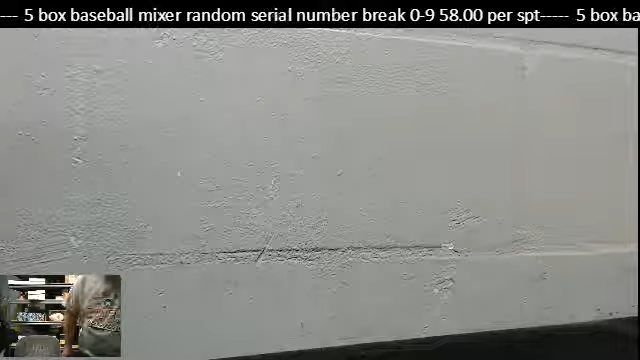 --- 5 box baseball mixer random serial number break 0-9 58.00 per spt----- 5 box ba